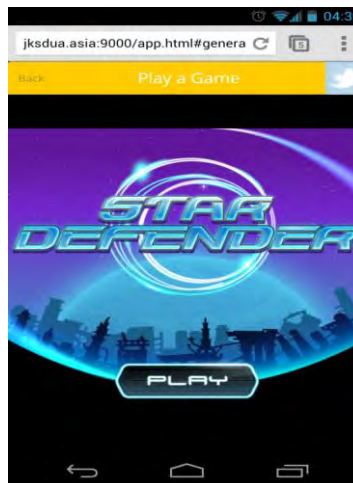 04:3
jksdua.asia:9000/app.html#genera
5
Back
Play a Game
STAR
DEFENDER
PLAY